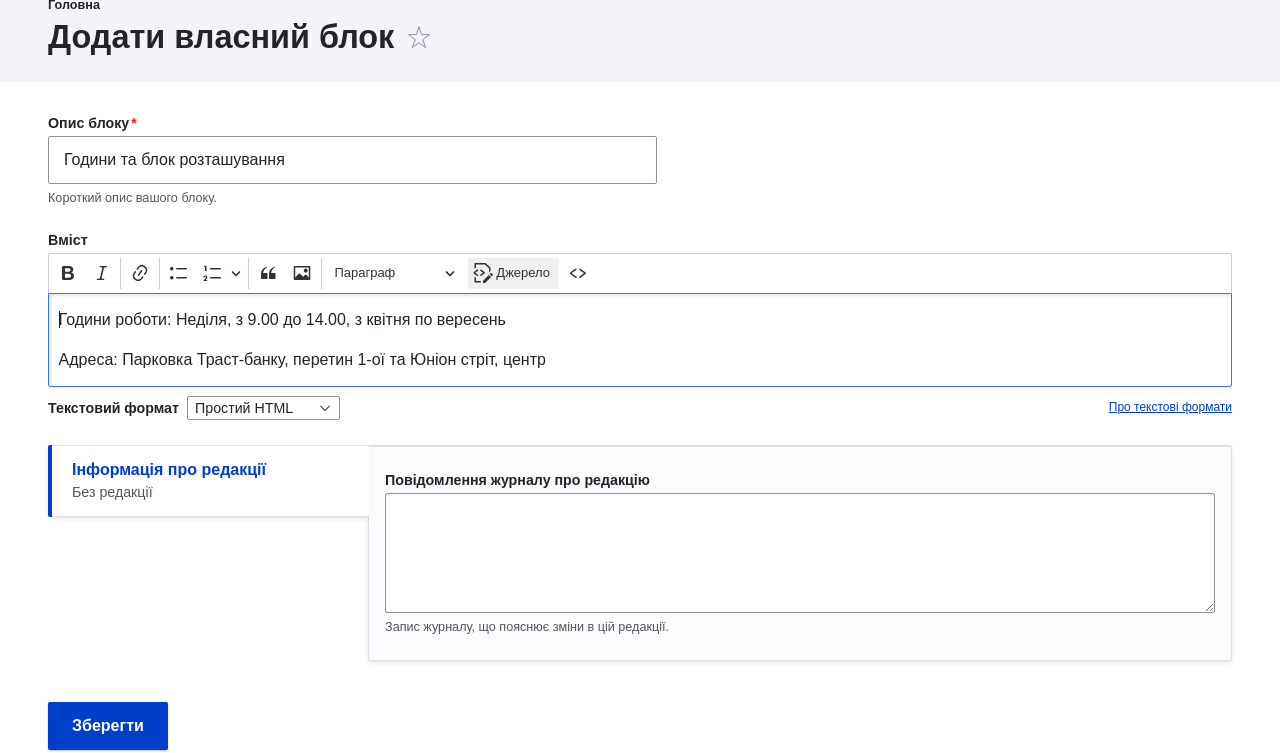 Головна
Додати власний блок
Опис блоку*
Години та блок розташування
Короткий опис вашого блоку.
Вміст
Параграф Джерело
Години роботи: Неділя, з 9.00 до 14.00, з квітня по вересень
Адреса: Парковка Траст-банку, перетин 1-ої та Юніон стріт, центр
Текстовий формат Простий HTML Про текстові формати
Інформація про редакції
Без редакції
Повідомлення журналу про редакцію
Запис журналу, що пояснює зміни в цій редакції.
Зберегти